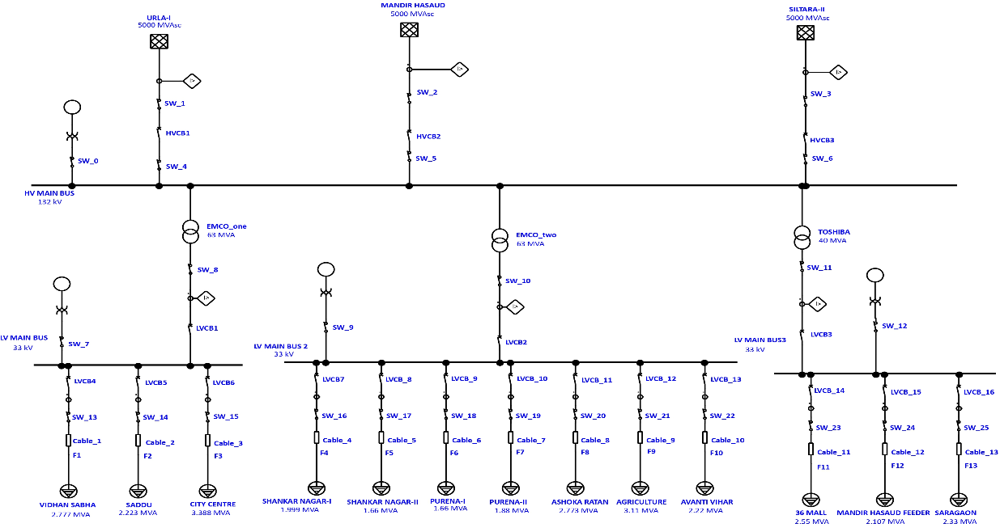 URLA-I
5000 MVAsc
MANDIR HASAUD
5000 MVAsc
SILTARA-II
5000 MVAsc
I>
I>
I>
SW_1
SW_2
SW_3
HVCB1
HVCB2
HVCB3
SW_0
SW_4
SW_5
SW_6
HV MAIN BUS
132 kV
EMCO_one
63 MVA
EMCO_two
63 MVA
TOSHIBA
40 MVA
SW_8
SW_10
SW_11
I>
I>
I>
LVCB1
LVCB2
LVCB3
SW_7
SW_9
SW_12
LV MAIN BUS
33 kV
LV MAIN BUS 2
33 kV
LV MAIN BUS3
33 kV
LVCB4
LVCB5
LVCB6
LVCB7
LVCB_8
LVCB_9
LVCB_10
LVCB_11
LVCB_12
LVCB_13
LVCB_14
LVCB_15
LVCB_16
SW_13
SW_14
SW_15
SW_16
SW_17
SW_18
SW_19
SW_20
SW_21
SW_22
SW_23
SW_24
SW_25
Cable_1
Cable_2
Cable_3
Cable_4
Cable_5
Cable_6
Cable_7
Cable_8
Cable_9
Cable_10
Cable_11
Cable_12
Cable_13
F1
F2
F3
F4
F5
F6
F7
F8
F9
F10
F11
F12
F13
VIDHAN SABHA
2.777 MVA
SADDU
2.223 MVA
CITY CENTRE
3.388 MVA
SHANKAR NAGAR-I
1.999 MVA
SHANKAR NAGAR-II
1.66 MVA
PURENA-I
1.66 MVA
PURENA-II
1.88 MVA
ASHOKA RATAN
2.773 MVA
AGRICULTURE
3.11 MVA
AVANTI VIHAR
2.22 MVA
36 MALL
2.55 MVA
MANDIR HASAUD FEEDER
2.107 MVA
SARAGAON
2.33 MVA